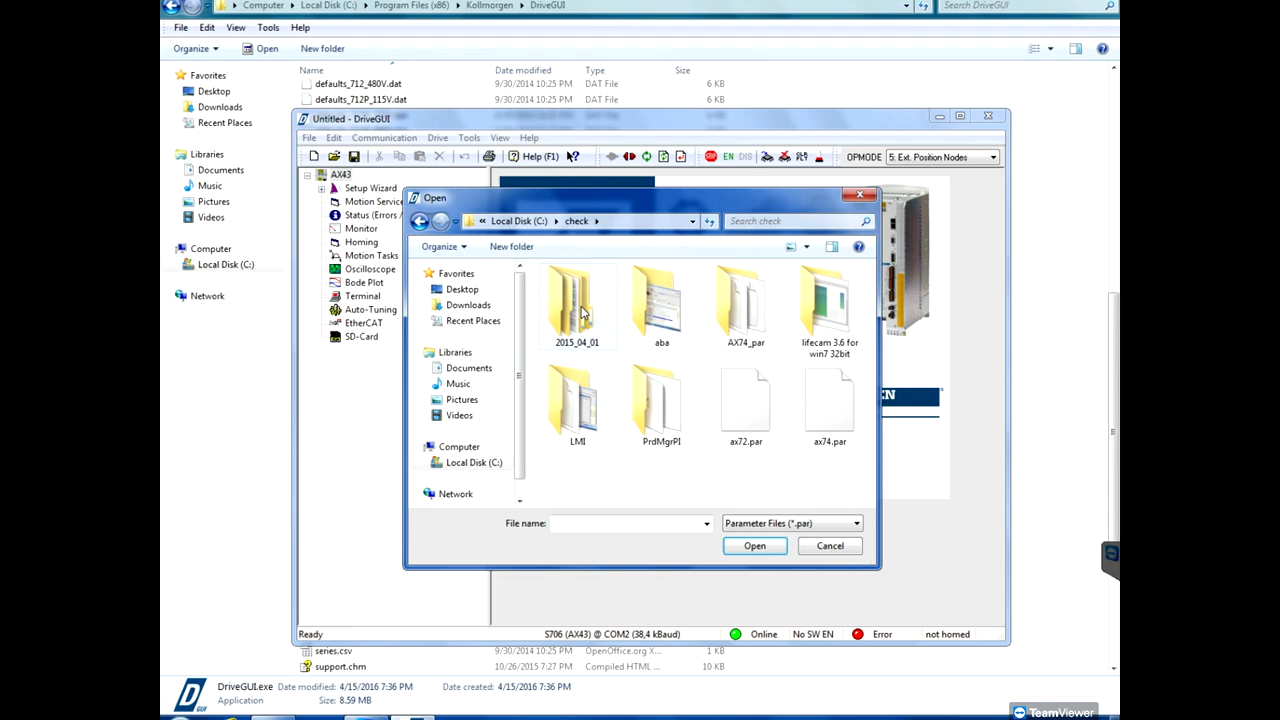 Computer Local Disk (C:) Program Files (x86) Kollmorgen DriveGUI Search DriveGUI
File Edit View Tools Help
Organize Open New folder
Name Date modified Type Size
Favorites
Desktop
Downloads
Recent Places
Libraries
Documents
Music
Pictures
Videos
Computer
Local Disk (C:)
Network
defaults_712_480V.dat 9/30/2014 10:25 PM DAT File 6 KB
defaults_712P_115V.dat 9/30/2014 10:25 PM DAT File 6 KB
Untitled - DriveGUI
File Edit Communication Drive Tools View Help
Help (F1) STOP EN DIS OPMODE 5: Ext. Position Nodes
AX43
Setup Wizard
Motion Service
Status (Errors /
Monitor
Homing
Motion Tasks
Oscilloscope
Bode Plot
Terminal
Auto-Tuning
EtherCAT
SD-Card
EN
Open
Local Disk (C:) check Search check
Organize New folder
Favorites
Desktop
Downloads
Recent Places
Libraries
Documents
Music
Pictures
Videos
Computer
Local Disk (C:)
Network
2015_04_01 aba AX74_par lifecam 3.6 for
win7 32bit
LMI PrdMgrPI ax72.par ax74.par
File name: Parameter Files (*.par)
Open Cancel
Ready S706 (AX43) @ COM2 (38,4 kBaud) Online No SW EN Error not homed
series.csv 9/30/2014 10:25 PM OpenOffice.org X... 1 KB
support.chm 10/26/2015 7:27 PM Compiled HTML ... 10 KB
DriveGUI.exe Date modified: 4/15/2016 7:36 PM Date created: 4/15/2016 7:36 PM
Application Size: 8.59 MB
GUI
TeamViewer